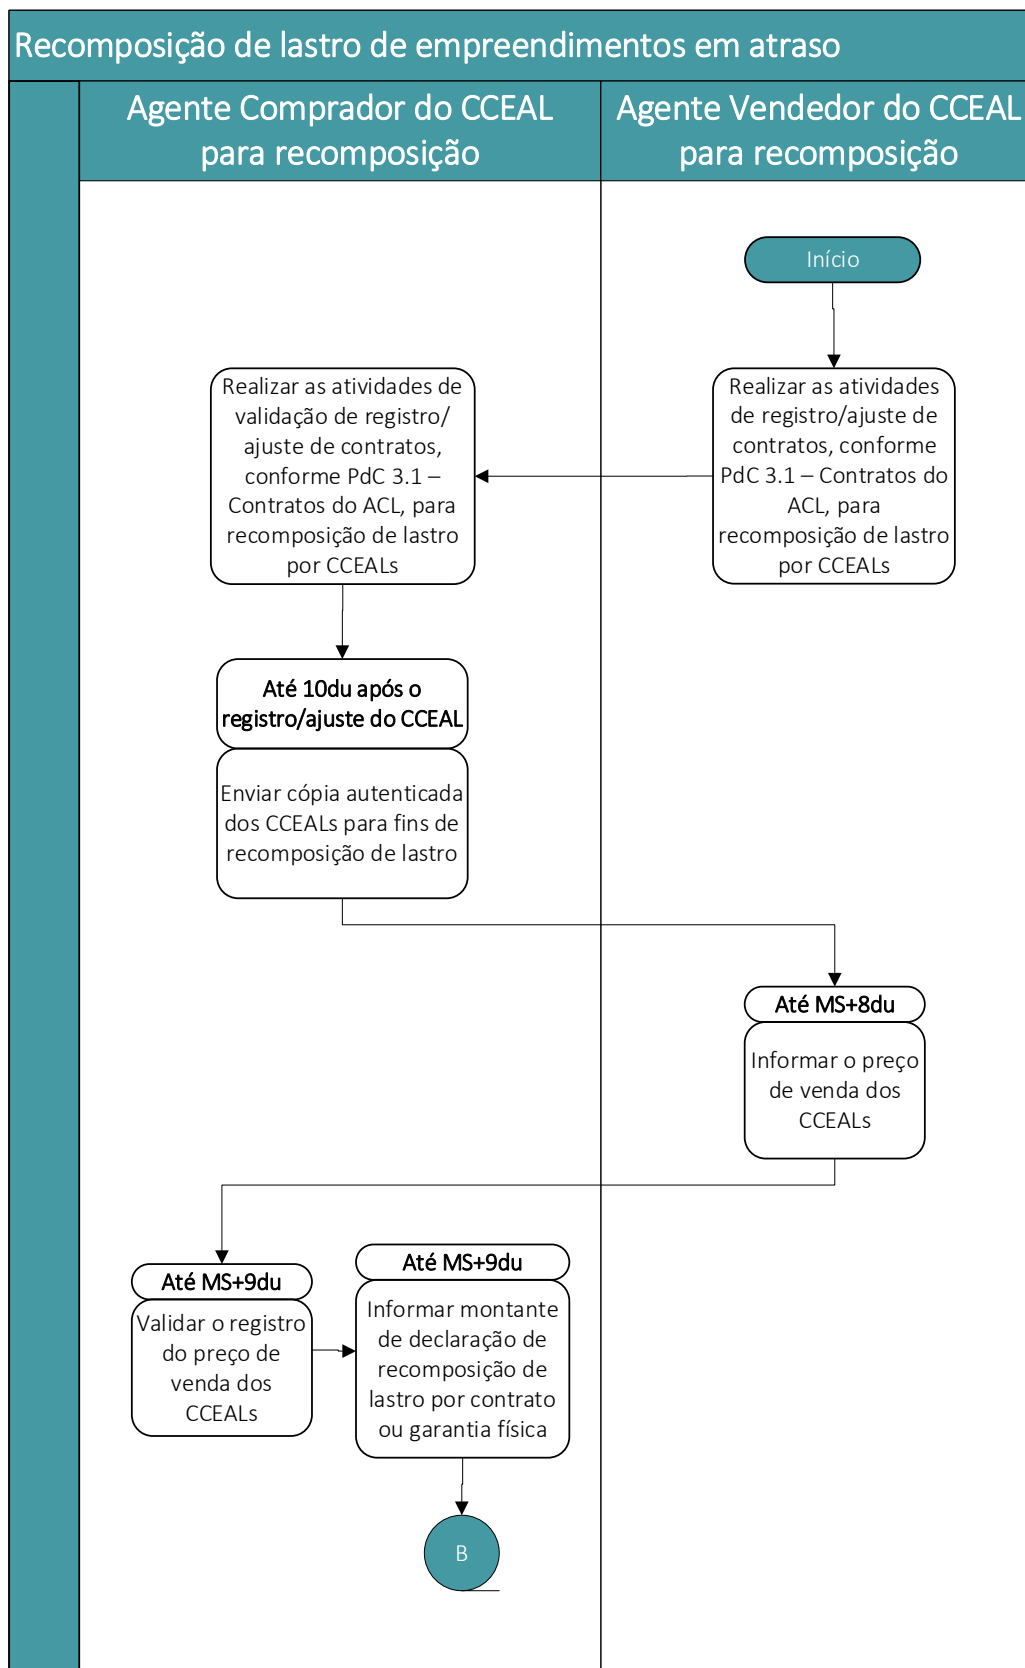 Recomposição de lastro de empreendimentos em atraso
Agente Comprador do CCEAL
para recomposição
Agente Vendedor do CCEAL
para recomposição
Início
Realizar as atividades
de registro/ajuste de
contratos, conforme
PdC 3.1 – Contratos do
ACL, para
recomposição de lastro
por CCEALs
Realizar as atividades de
validação de registro/
ajuste de contratos,
conforme PdC 3.1 –
Contratos do ACL, para
recomposição de lastro
por CCEALs
Até 10du após o
registro/ajuste do CCEAL
Enviar cópia autenticada
dos CCEALs para fins de
recomposição de lastro
Até MS+8du
Informar o preço
de venda dos
CCEALs
Até MS+9du
Validar o registro
do preço de
venda dos
CCEALs
Até MS+9du
Informar montante
de declaração de
recomposição de
lastro por contrato
ou garantia física
B